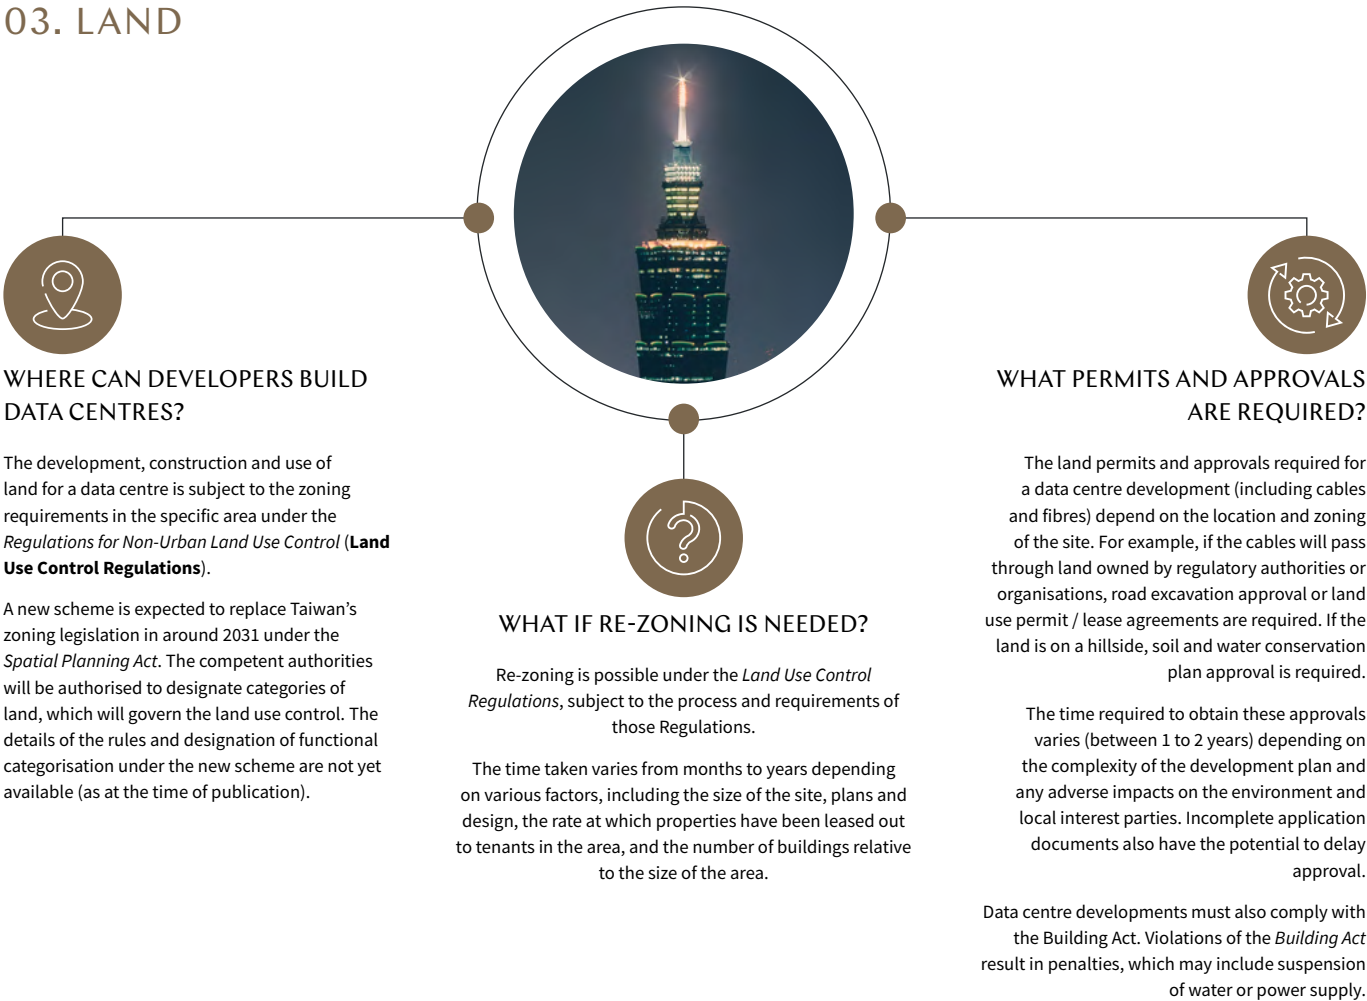 03. LAND
WHERE CAN DEVELOPERS BUILD
DATA CENTRES?
The development, construction and use of
land for a data centre is subject to the zoning
requirements in the specific area under the
Regulations for Non-Urban Land Use Control (Land
Use Control Regulations).
A new scheme is expected to replace Taiwan’s
zoning legislation in around 2031 under the
Spatial Planning Act. The competent authorities
will be authorised to designate categories of
land, which will govern the land use control. The
details of the rules and designation of functional
categorisation under the new scheme are not yet
available (as at the time of publication).
WHAT IF RE-ZONING IS NEEDED?
Re-zoning is possible under the Land Use Control
Regulations, subject to the process and requirements of
those Regulations.
The time taken varies from months to years depending
on various factors, including the size of the site, plans and
design, the rate at which properties have been leased out
to tenants in the area, and the number of buildings relative
to the size of the area.
WHAT PERMITS AND APPROVALS
ARE REQUIRED?
The land permits and approvals required for
a data centre development (including cables
and fibres) depend on the location and zoning
of the site. For example, if the cables will pass
through land owned by regulatory authorities or
organisations, road excavation approval or land
use permit / lease agreements are required. If the
land is on a hillside, soil and water conservation
plan approval is required.
The time required to obtain these approvals
varies (between 1 to 2 years) depending on
the complexity of the development plan and
any adverse impacts on the environment and
local interest parties. Incomplete application
documents also have the potential to delay
approval.
Data centre developments must also comply with
the Building Act. Violations of the Building Act
result in penalties, which may include suspension
of water or power supply.